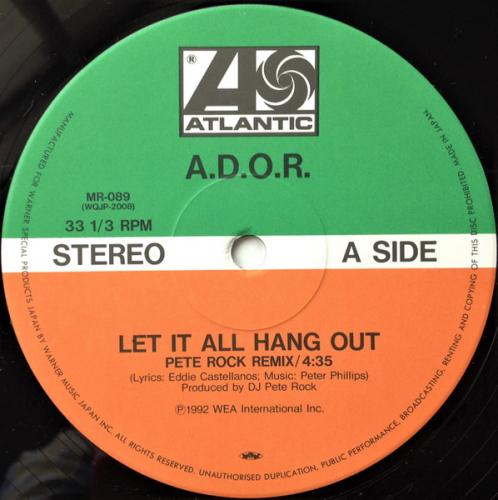 ®
ATLANTIC
A.D.O.R.
MR-089
(WQJP-2008)
33 1/3 RPM
STEREO
A SIDE
LET IT ALL HANG OUT
PETE ROCK REMIX/4:35
(Lyrics: Eddie Castellanos; Music: Peter Phillips)
Produced by DJ Pete Rock
℗1992 WEA International Inc.
MANUFACTURED FOR WARNER SPECIAL PRODUCTS JAPAN BY WARNER MUSIC JAPAN INC. ALL RIGHTS RESERVED. UNAUTHORISED DUPLICATION, PUBLIC PERFORMANCE, BROADCASTING, RENTING AND COPYING OF THIS DISC PROHIBITED. MADE IN JAPAN.